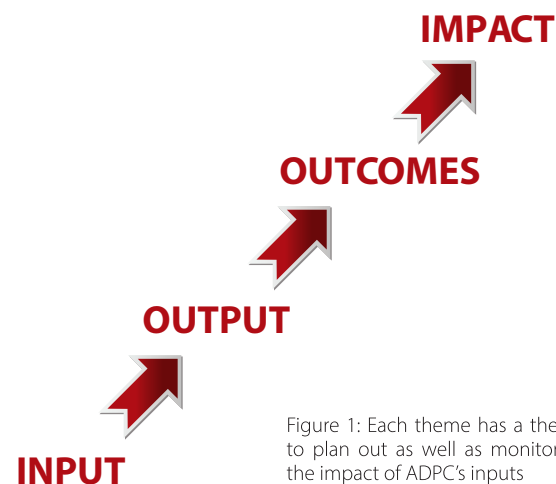 IMPACT
OUTCOMES
OUTPUT
Figure 1: Each theme has a
to plan out as well as monitor
the impact of ADPC's inputs
INPUT